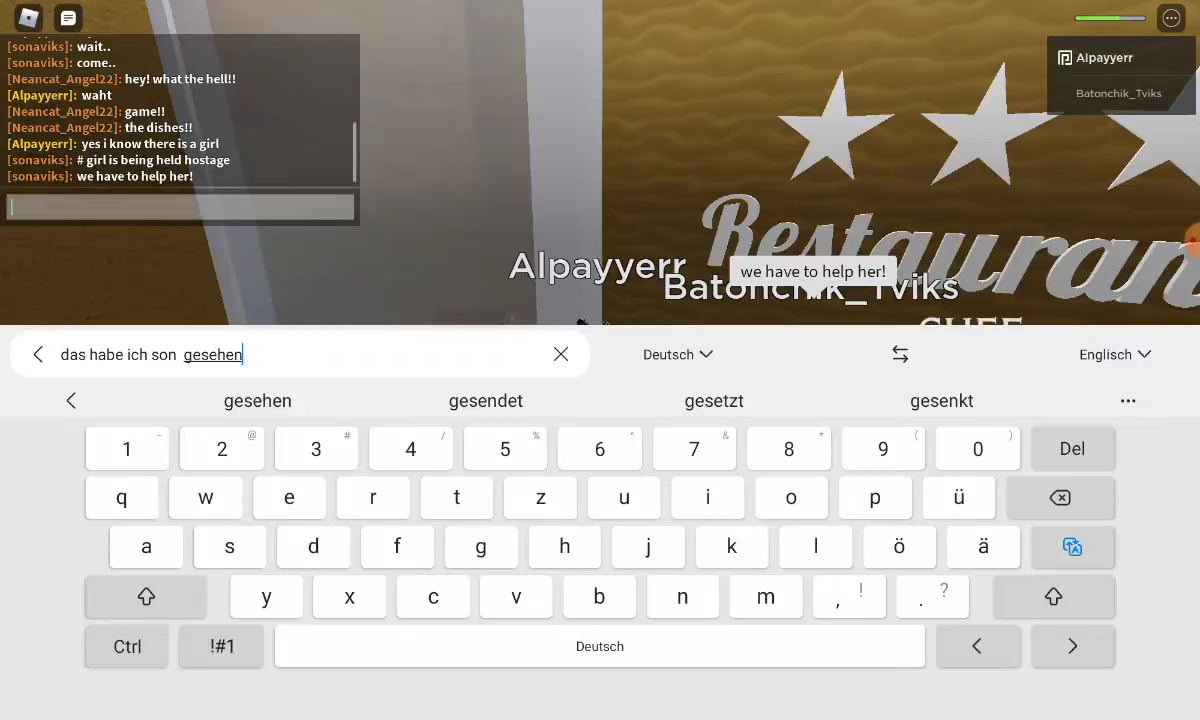 [sonaviks]: wait..
[sonaviks]: come..
[Neancat_Angel22]: hey! what the hell!!
[Alpayyerr]: waht
[Neancat_Angel22]: game!!
[Neancat_Angel22]: the dishes!!
[Alpayyerr]: yes i know there is a girl
[sonaviks]: # girl is being held hostage
[sonaviks]: we have to help her!
Alpayyerr
Batonchik_Tviks
Restaurant
Alpayyerr
we have to help her!
Batonchik_Tviks
CHEF
das habe ich son gesehen
Deutsch
Englisch
gesehen gesendet gesetzt gesenkt
1 - 2 @ 3 # 4 / 5 % 6 ^ 7 & 8 * 9 ( 0 ) Del
q w e r t z u i o p ü
a s d f g h j k l ö ä
y x c v b n m , ! . ?
Ctrl !#1 Deutsch < >